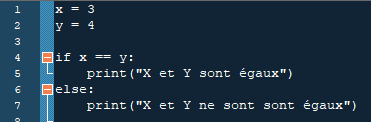 1 x = 3
2 y = 4
3
4 if x == y:
5     print("X et Y sont égaux")
6 else:
7     print("X et Y ne sont sont égaux")